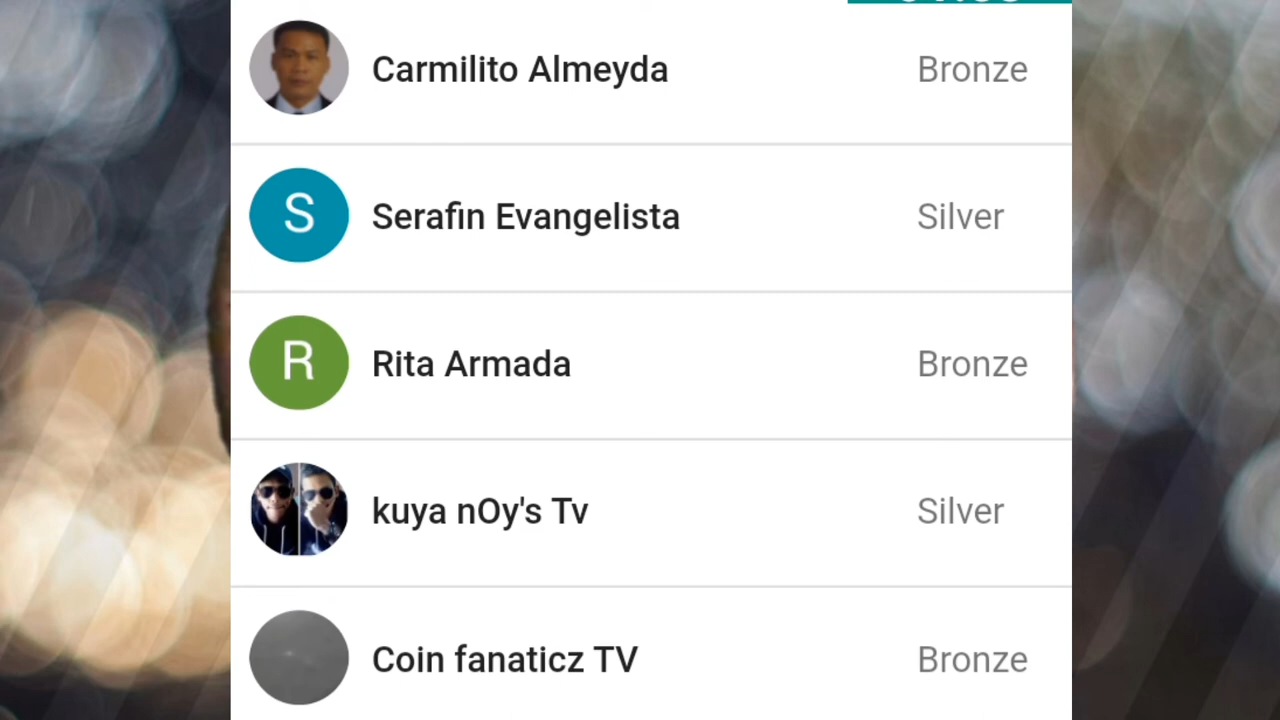 Carmilito Almeyda Bronze
S Serafin Evangelista Silver
R Rita Armada Bronze
kuya nOy's Tv Silver
Coin fanaticz TV Bronze